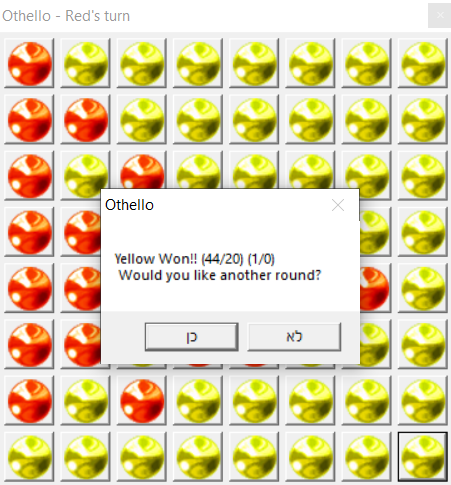 Othello - Red's turn
Othello
Yellow Won!! (44/20) (1/0)
Would you like another round?
כן
לא